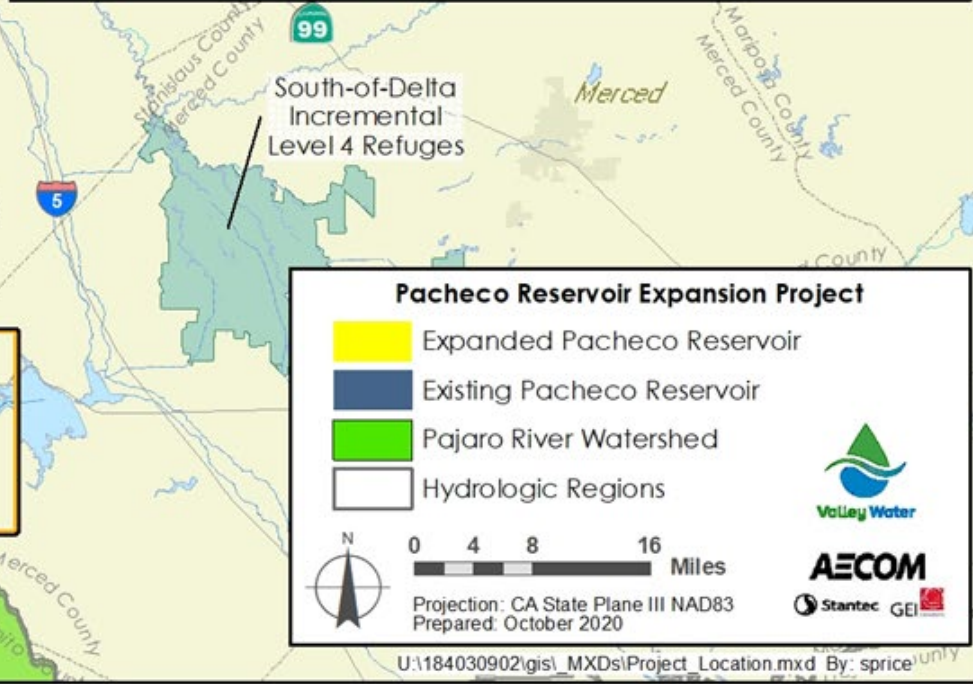 99
Stanislaus County
Merced County
Mariposa County
Merced County
South-of-Delta
Incremental
Level 4 Refuges
Merced
5
County
Pacheco Reservoir Expansion Project
Expanded Pacheco Reservoir
Existing Pacheco Reservoir
Pajaro River Watershed
Hydrologic Regions
Valley Water
N
0 4 8 16
Miles
AECOM
Projection: CA State Plane III NAD83
Prepared: October 2020
Stantec GEI
Merced County
U:\184030902\gis\_MXDs\Project_Location.mxd By: sprice